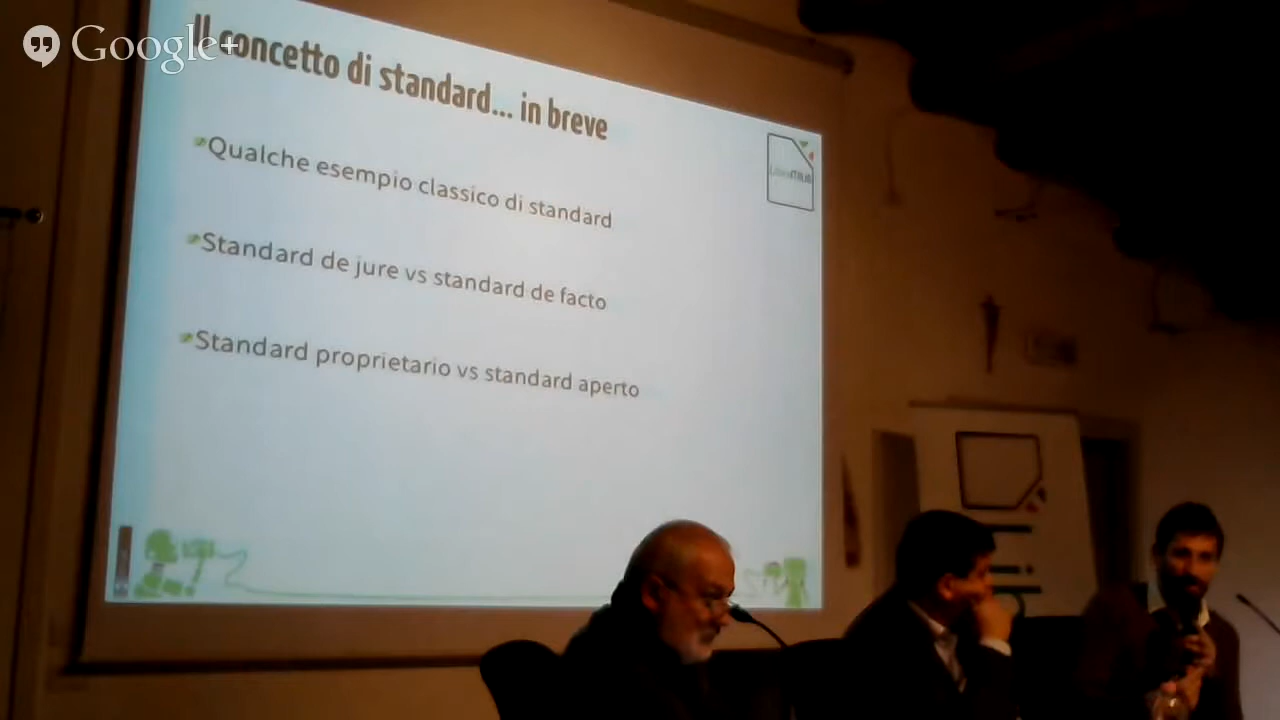 Google+
Il concetto di standard... in breve
Qualche esempio classico di standard
LibreITALIA
Standard de jure vs standard de facto
Standard proprietario vs standard aperto